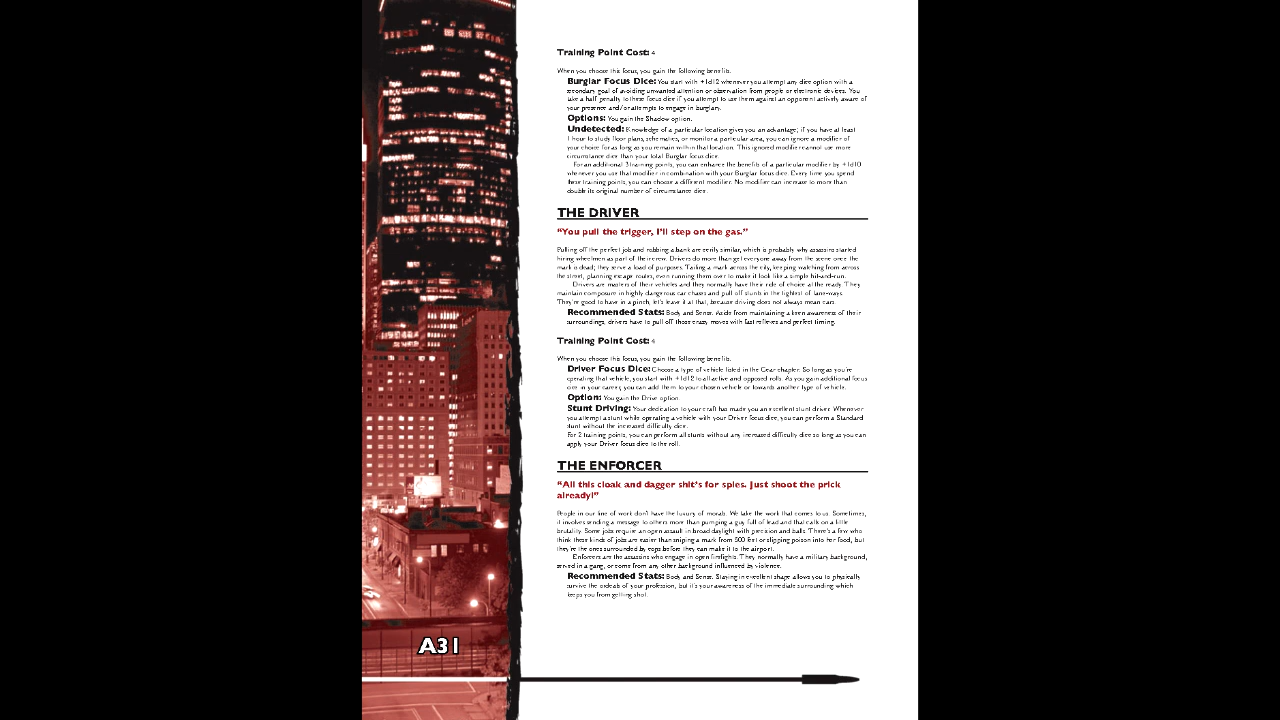 Training Point Cost: 4
When you choose this focus, you gain the following benefits.
Burglar Focus Dice: You start with +1d12 whenever you attempt any dice option with a
secondary goal of avoiding unwanted attention or observation from people or electronic devices. You
take a half penalty to these focus dice if you attempt to use them against an opponent actively aware of
your presence and/or attempts to engage in burglary.
Options: You gain the Shadow option.
Undetected: Knowledge of a particular location gives you an advantage; if you have at least
1 hour to study floor plans, schematics, or monitor a particular area, you can ignore a modifier of
your choice for as long as you remain within that location. This ignored modifier cannot use more
circumstance dice than your total Burglar focus dice.
For an additional 3 training points, you can enhance the benefits of a particular modifier by +1d10
whenever you use that modifier in combination with your Burglar focus dice. Every time you spend
these training points, you can choose a different modifier. No modifier can increase to more than
double its original number of circumstance dice.
THE DRIVER
“You pull the trigger, I’ll step on the gas.”
Pulling off the perfect job and robbing a bank are eerily similar, which is probably why assassins started
hiring wheelmen as part of the crew. Drivers do more than get everyone away from the scene once the
mark is dead; they serve a load of purposes. Tailing a mark across the city, keeping watching from across
the street, planning escape routes, even running them over to make it look like a simple hit-and-run.
Drivers are masters of their vehicles and they normally have their ride of choice at the ready. They
maintain composure in highly dangerous car chases and pull off stunts in the tightest of lane-ways.
They’re good to have in a pinch, let’s leave it at that, because driving does not always mean cars.
Recommended Stats: Body and Sense. Aside from maintaining a keen awareness of their
surroundings, drivers have to pull off those crazy moves with fast reflexes and perfect timing.
Training Point Cost: 4
When you choose this focus, you gain the following benefits.
Driver Focus Dice: Choose a type of vehicle listed in the Gear chapter. So long as you’re
operating that vehicle, you start with +1d12 to all active and opposed rolls. As you gain additional focus
dice in your career, you can add them to your chosen vehicle or towards another type of vehicle.
Option: You gain the Drive option.
Stunt Driving: Your dedication to your craft has made you an excellent stunt driver. Whenever
you attempt a stunt while operating a vehicle with your Driver focus dice, you can perform a Standard
stunt without the increased difficulty dice.
For 2 training points, you can perform all stunts without any increased difficulty dice so long as you can
apply your Driver focus dice to the roll.
THE ENFORCER
“All this cloak and dagger shit’s for spies. Just shoot the prick
already!”
People in our line of work don’t have the luxury of morals. We take the work that comes to us. Sometimes,
it involves sending a message to others more than pumping a guy full of lead and that calls on a little
brutality. Some jobs require an open assault in broad daylight with precision and balls. There’s a few who
think these kinds of jobs are easier than sniping a mark from 500 feet or slipping poison into her food, but
they’re the ones surrounded by cops before they can make it to the airport.
Enforcers are the assassins who engage in open firefights. They normally have a military background,
served in a gang, or come from any other background influenced by violence.
Recommended Stats: Body and Sense. Staying in excellent shape allows you to physically
survive the ordeals of your profession, but it’s your awareness of the immediate surrounding which
keeps you from getting shot.
A31